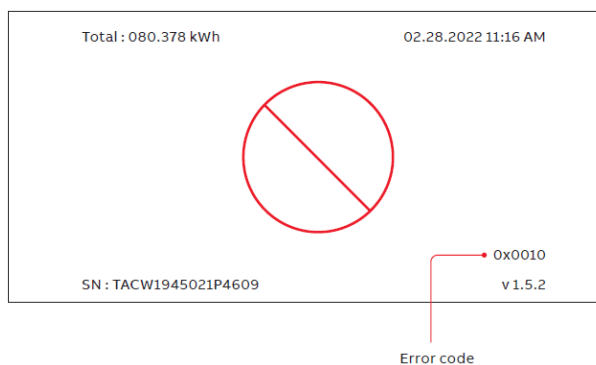 Total : 080.378 kWh
02.28.2022 11:16 AM
0x0010
SN : TACW1945021P4609
v 1.5.2
Error code